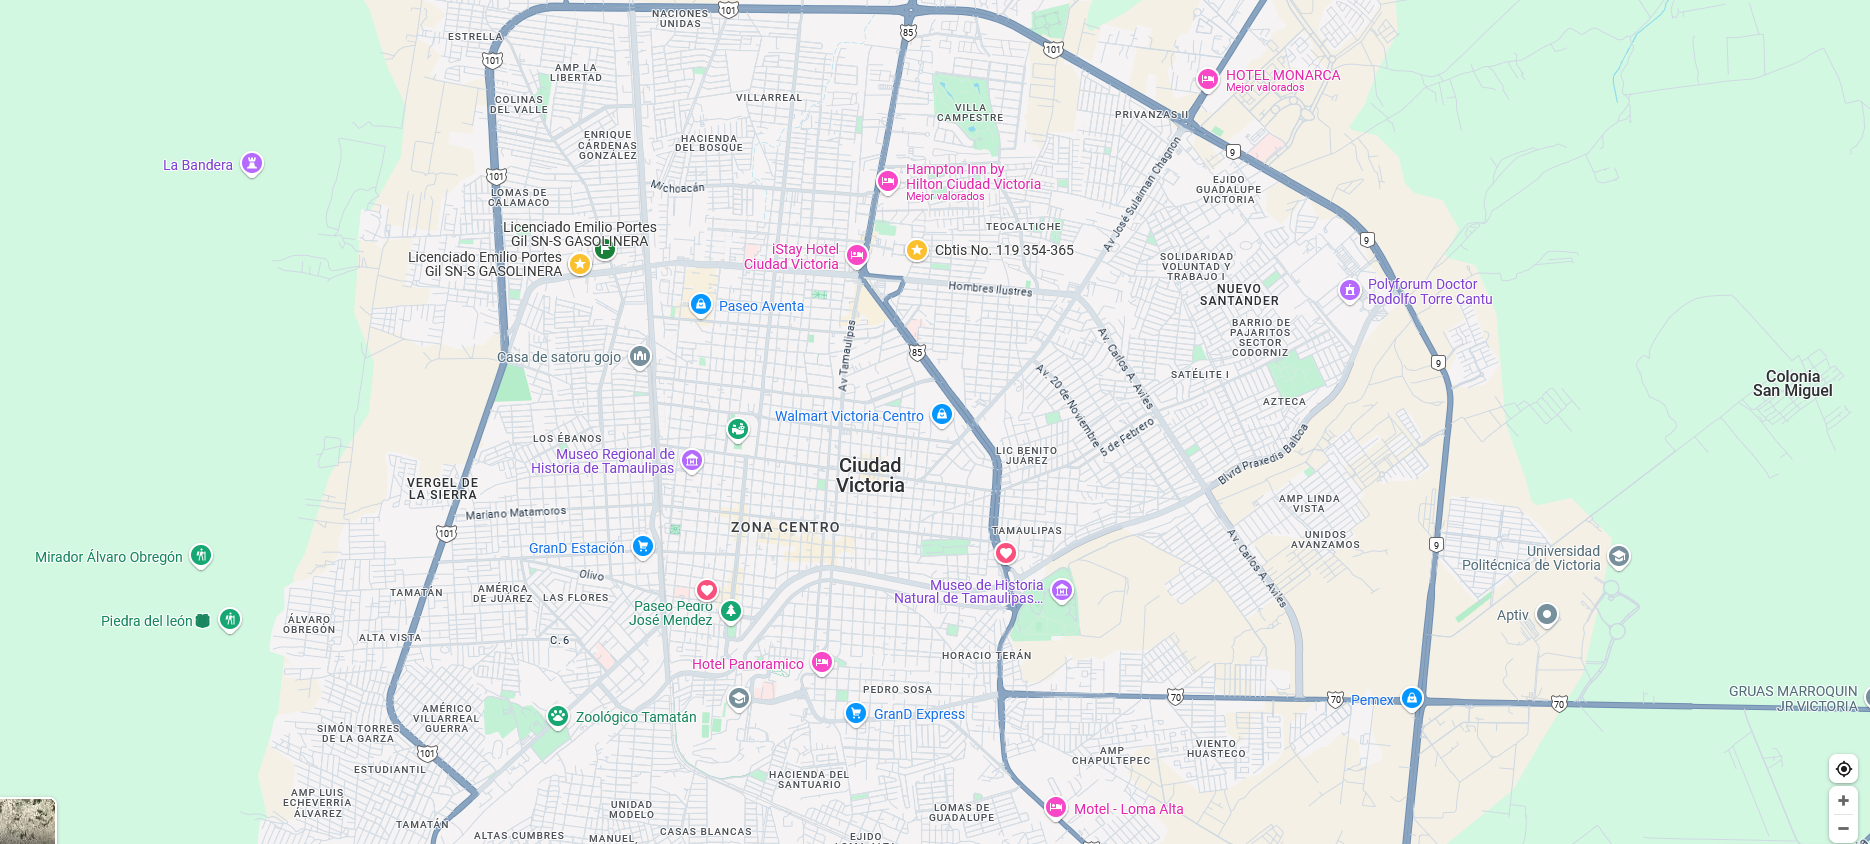 NACIONES
UNIDAS
101
ESTRELLA
85
101
101
HOTEL MONARCA
Mejor valorados
AMP LA
LIBERTAD
VILLARREAL
COLINAS
DEL VALLE
VILLA
CAMPESTRE
PRIVANZAS II
ENRIQUE
CÁRDENAS
GONZÁLEZ
HACIENDA
DEL BOSQUE
9
La Bandera
101
Hampton Inn by
Hilton Ciudad Victoria
Mejor valorados
Michoacán
EJIDO
GUADALUPE
VICTORIA
LOMAS DE
CALAMACO
Av José Sulaiman Chagnon
Licenciado Emilio Portes
Gil SN-S GASOLINERA
TEOCALTICHE
9
Licenciado Emilio Portes
Gil SN-S GASOLINERA
iStay Hotel
Ciudad Victoria
Cbtis No. 119 354-365
SOLIDARIDAD
VOLUNTAD Y
TRABAJO I
Hombres Ilustres
NUEVO
SANTANDER
Polyforum Doctor
Rodolfo Torre Cantu
Paseo Aventa
BARRIO DE
PAJARITOS
SECTOR
CODORNIZ
Av Tamaulipas
Casa de satoru gojo
85
Av. Carlos A. Aviles
9
SATÉLITE I
Av. 20 de Noviembre
Colonia
San Miguel
AZTECA
Walmart Victoria Centro
5 de Febrero
LOS ÉBANOS
Museo Regional de
Historia de Tamaulipas
LIC BENITO
JUÁREZ
Blvrd Praxedis Balboa
Ciudad
Victoria
VERGEL DE
LA SIERRA
AMP LINDA
VISTA
Mariano Matamoros
ZONA CENTRO
TAMAULIPAS
101
UNIDOS
AVANZAMOS
9
GranD Estación
Mirador Álvaro Obregón
Universidad
Politécnica de Victoria
Av. Carlos A. Aviles
Olivo
Museo de Historia
Natural de Tamaulipas...
TAMATÁN
AMÉRICA
DE JUÁREZ
LAS FLORES
Paseo Pedro
José Mendez
Piedra del león
ÁLVARO
OBREGÓN
Aptiv
ALTA VISTA
C. 6
HORACIO TERÁN
Hotel Panoramico
PEDRO SOSA
70
70
Pemex
70
GRUAS MARROQUIN
JR VICTORIA
AMÉRICO
VILLARREAL
GUERRA
Zoológico Tamatán
GranD Express
SIMÓN TORRES
DE LA GARZA
101
AMP
CHAPULTEPEC
VIENTO
HUASTECO
ESTUDIANTIL
HACIENDA DEL
SANTUARIO
AMP LUIS
ECHEVERRÍA
ÁLVAREZ
UNIDAD
MODELO
LOMAS DE
GUADALUPE
Motel - Loma Alta
TAMATÁN
ALTAS CUMBRES
MANUEL,
CASAS BLANCAS
EJIDO